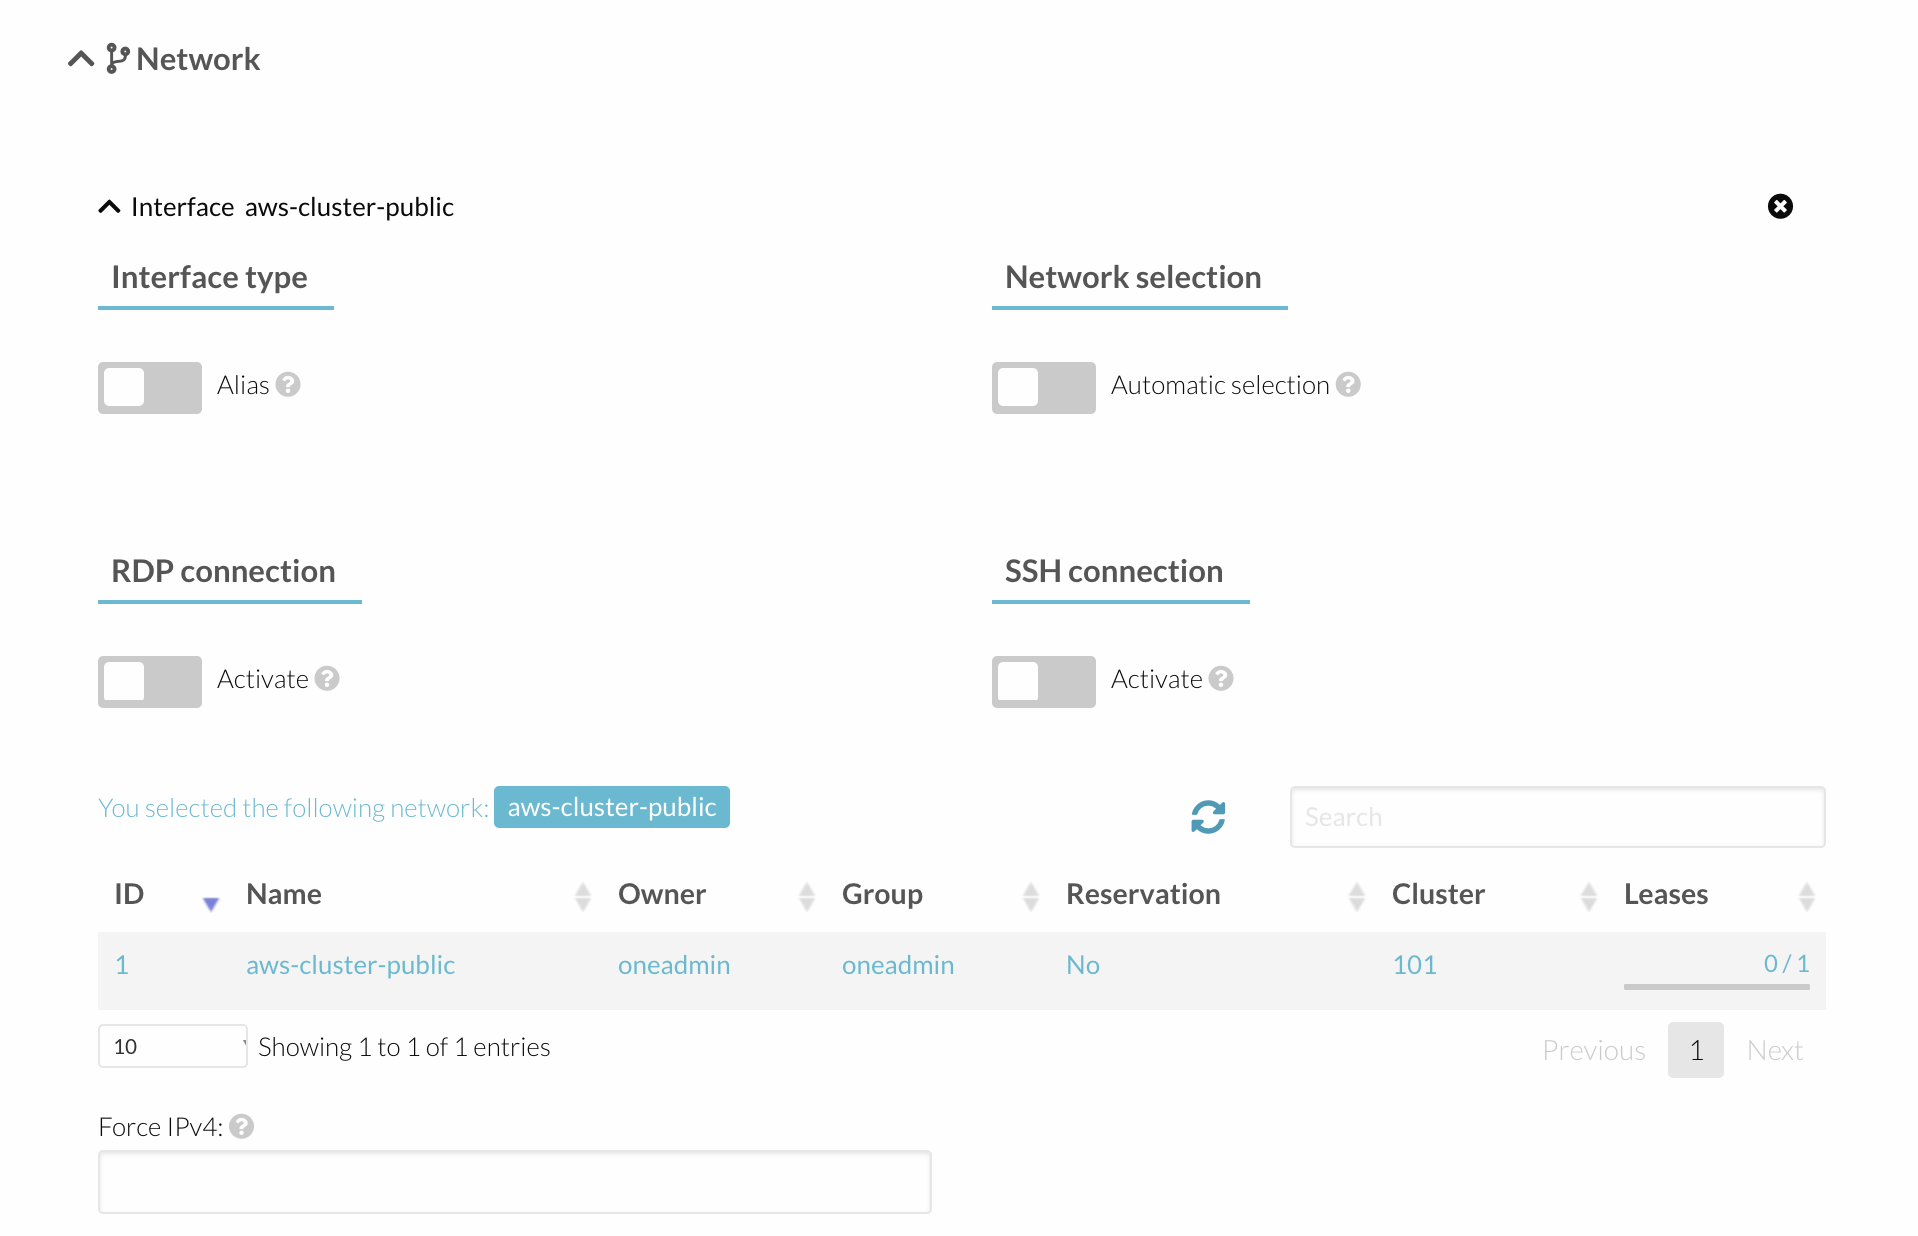 Network
Interface aws-cluster-public
Interface type
Network selection
Alias
Automatic selection
RDP connection
SSH connection
Activate
Activate
You selected the following network: aws-cluster-public
Search
ID Name Owner Group Reservation Cluster Leases
1 aws-cluster-public oneadmin oneadmin No 101 0 / 1
10 Showing 1 to 1 of 1 entries Previous 1 Next
Force IPv4: